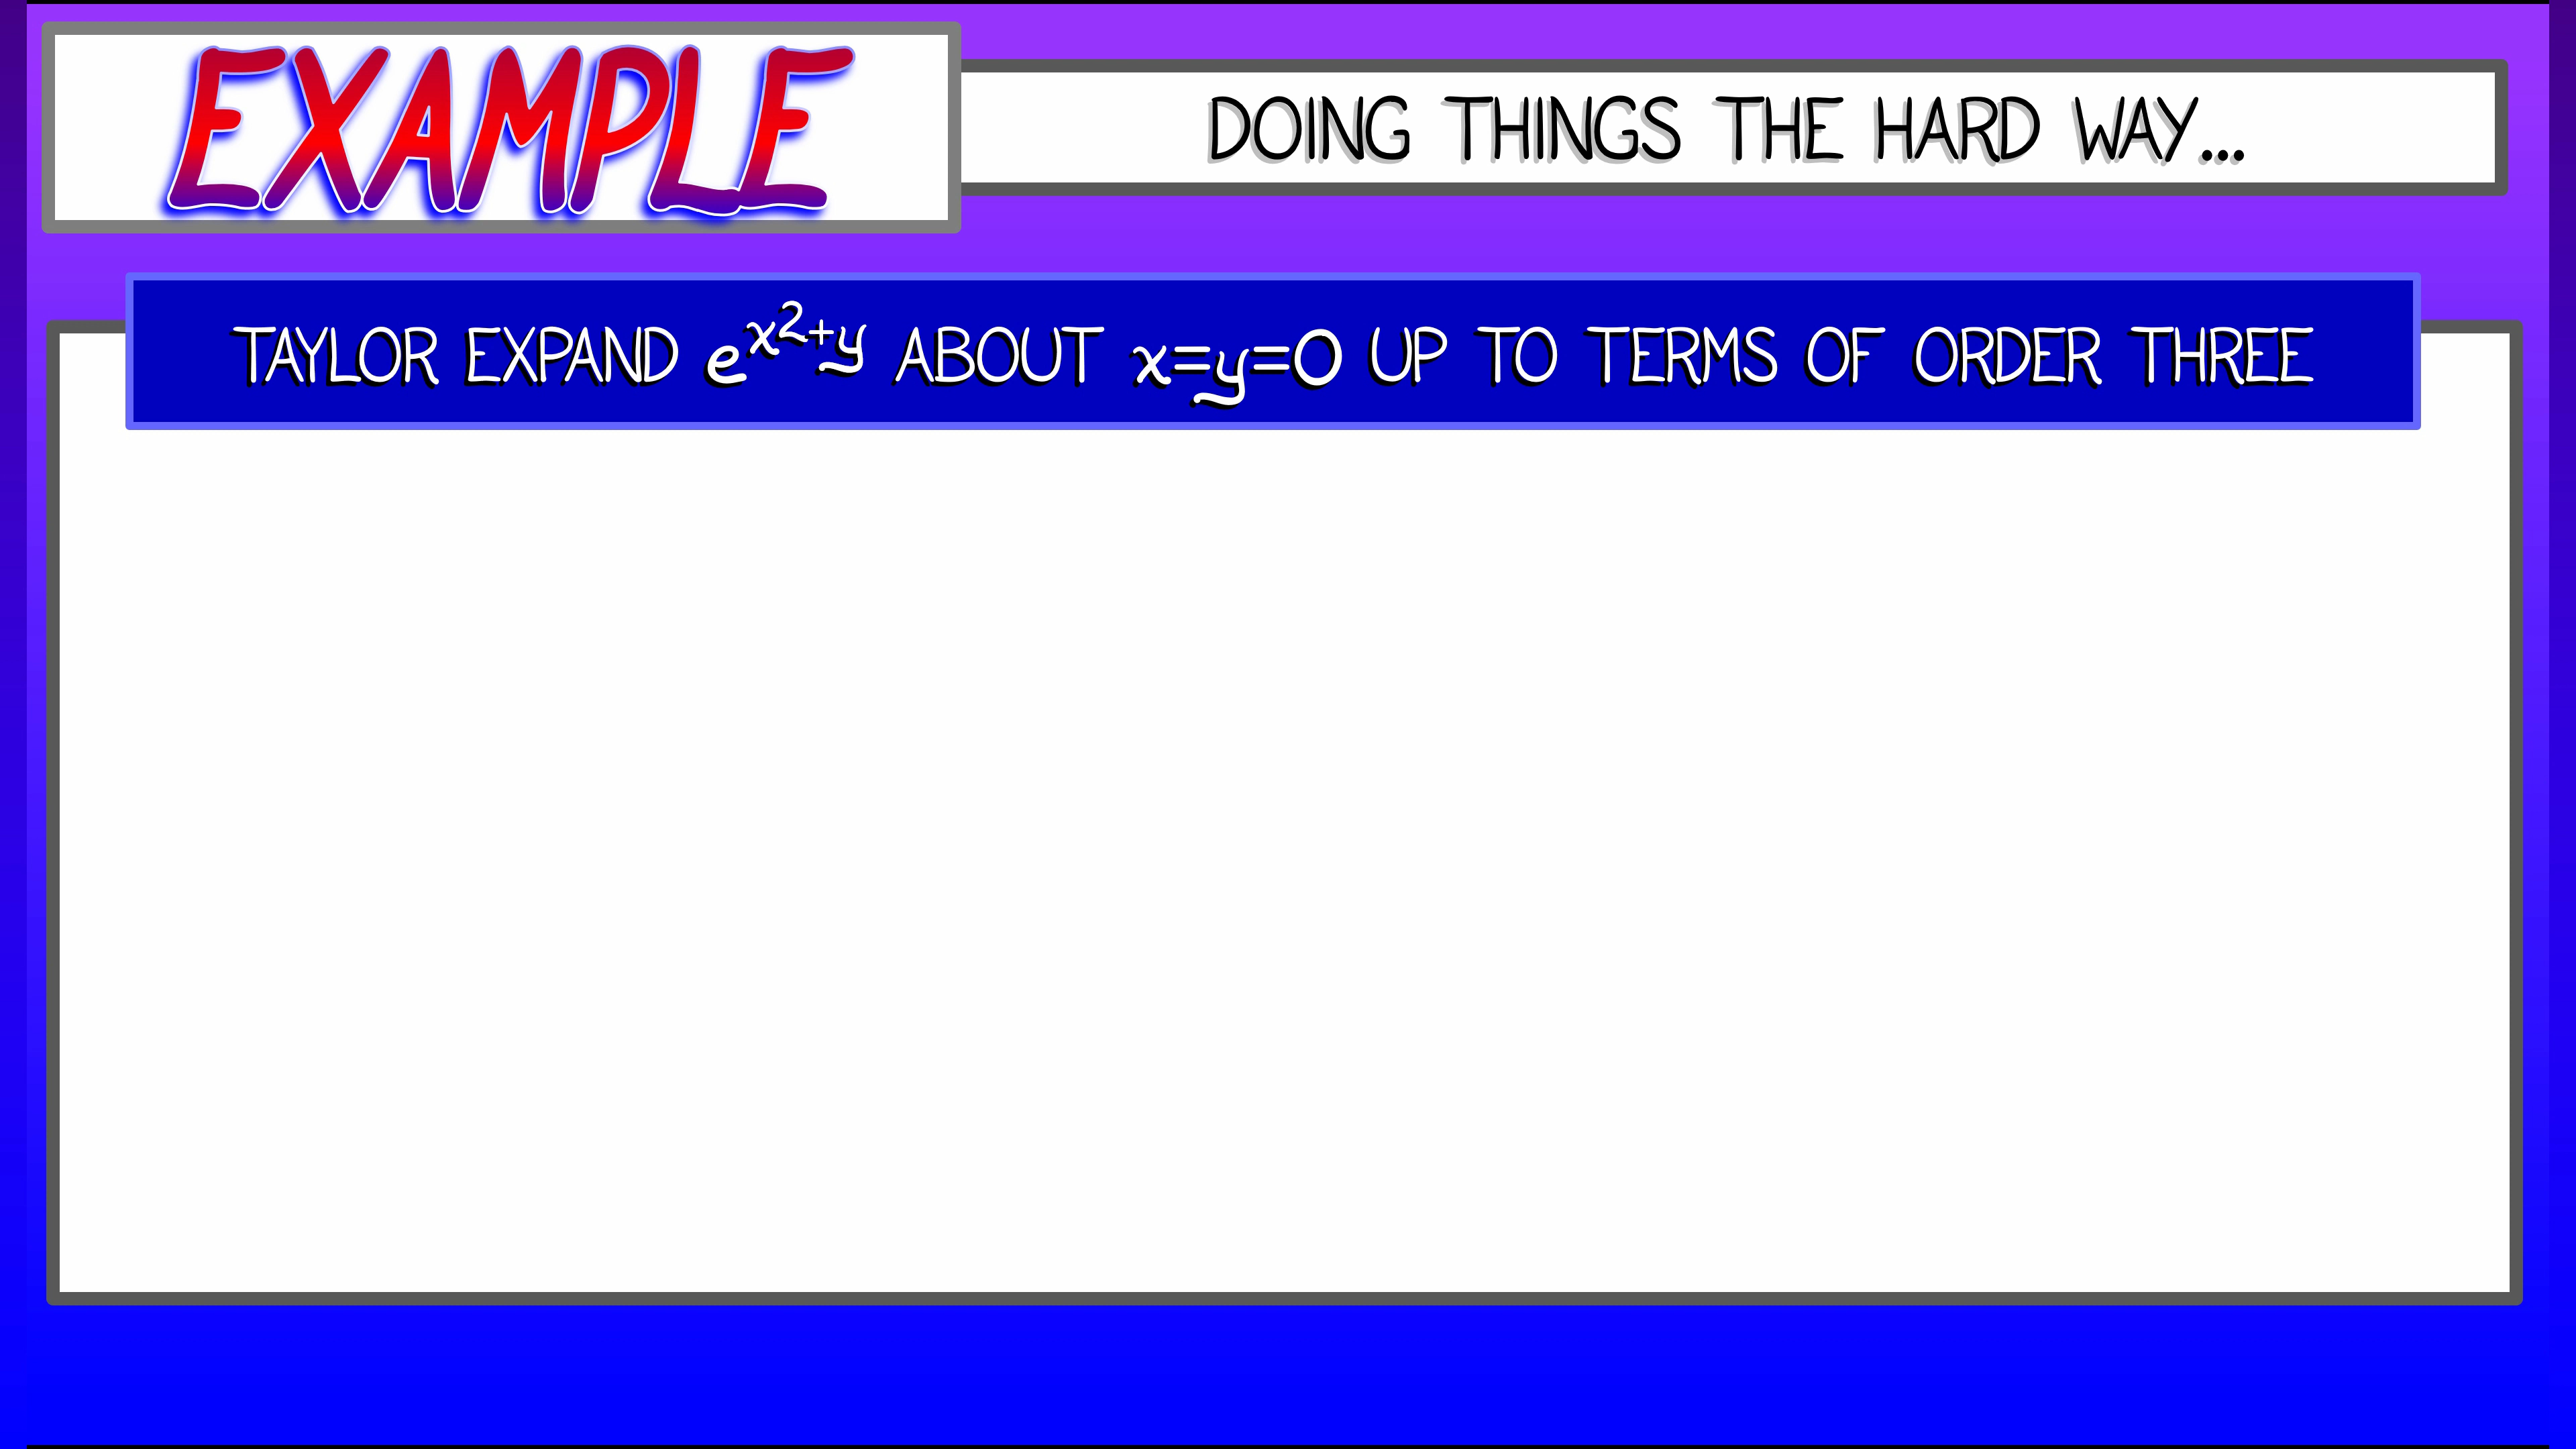 EXAMPLE
DOING THINGS THE HARD WAY...
TAYLOR EXPAND e^{x²+y} ABOUT x=y=0 UP TO TERMS OF ORDER THREE